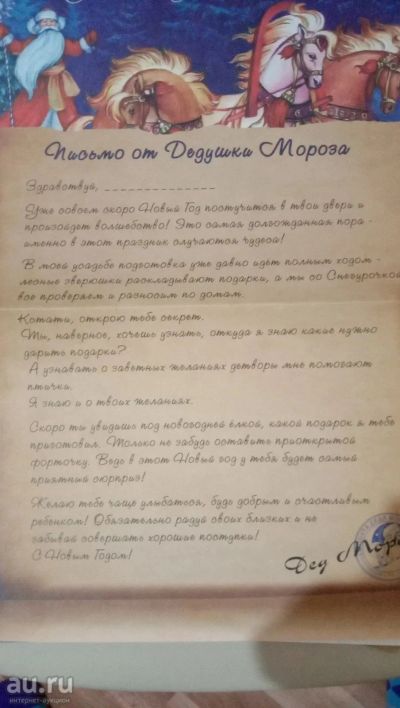 Письмо от Дедушки Мороза
Здравствуй, _ _ _ _ _ _ _ _ _ _ _ _ _ _
Уже совсем скоро Новый Год постучится в твои двери и
произойдет волшебство! Это самая долгожданная пора -
именно в этот праздник случаются чудеса!
В моей усадьбе подготовка уже давно идет полным ходом -
лесные зверюшки раскладывают подарки, а мы со Снегурочкой
все проверяем и разносим по домам.
Кстати, открою тебе секрет.
Ты, наверное, хочешь узнать, откуда я знаю какие нужно
дарить подарки?
А узнавать о заветных желаниях детворы мне помогают
птички.
Я знаю и о твоих желаниях.
Скоро ты увидишь под новогодней ёлкой, какой подарок я тебе
приготовил. Только не забудь оставить приоткрытой
форточку. Ведь в этот Новый год у тебя будет самый
приятный сюрприз!
Желаю тебе чаще улыбаться, будь добрым и счастливым
ребенком! Обязательно радуй своих близких и не
забывай совершать хорошие поступки!
С Новым Годом!
Дед Мороз
au.ru
интернет-аукцион